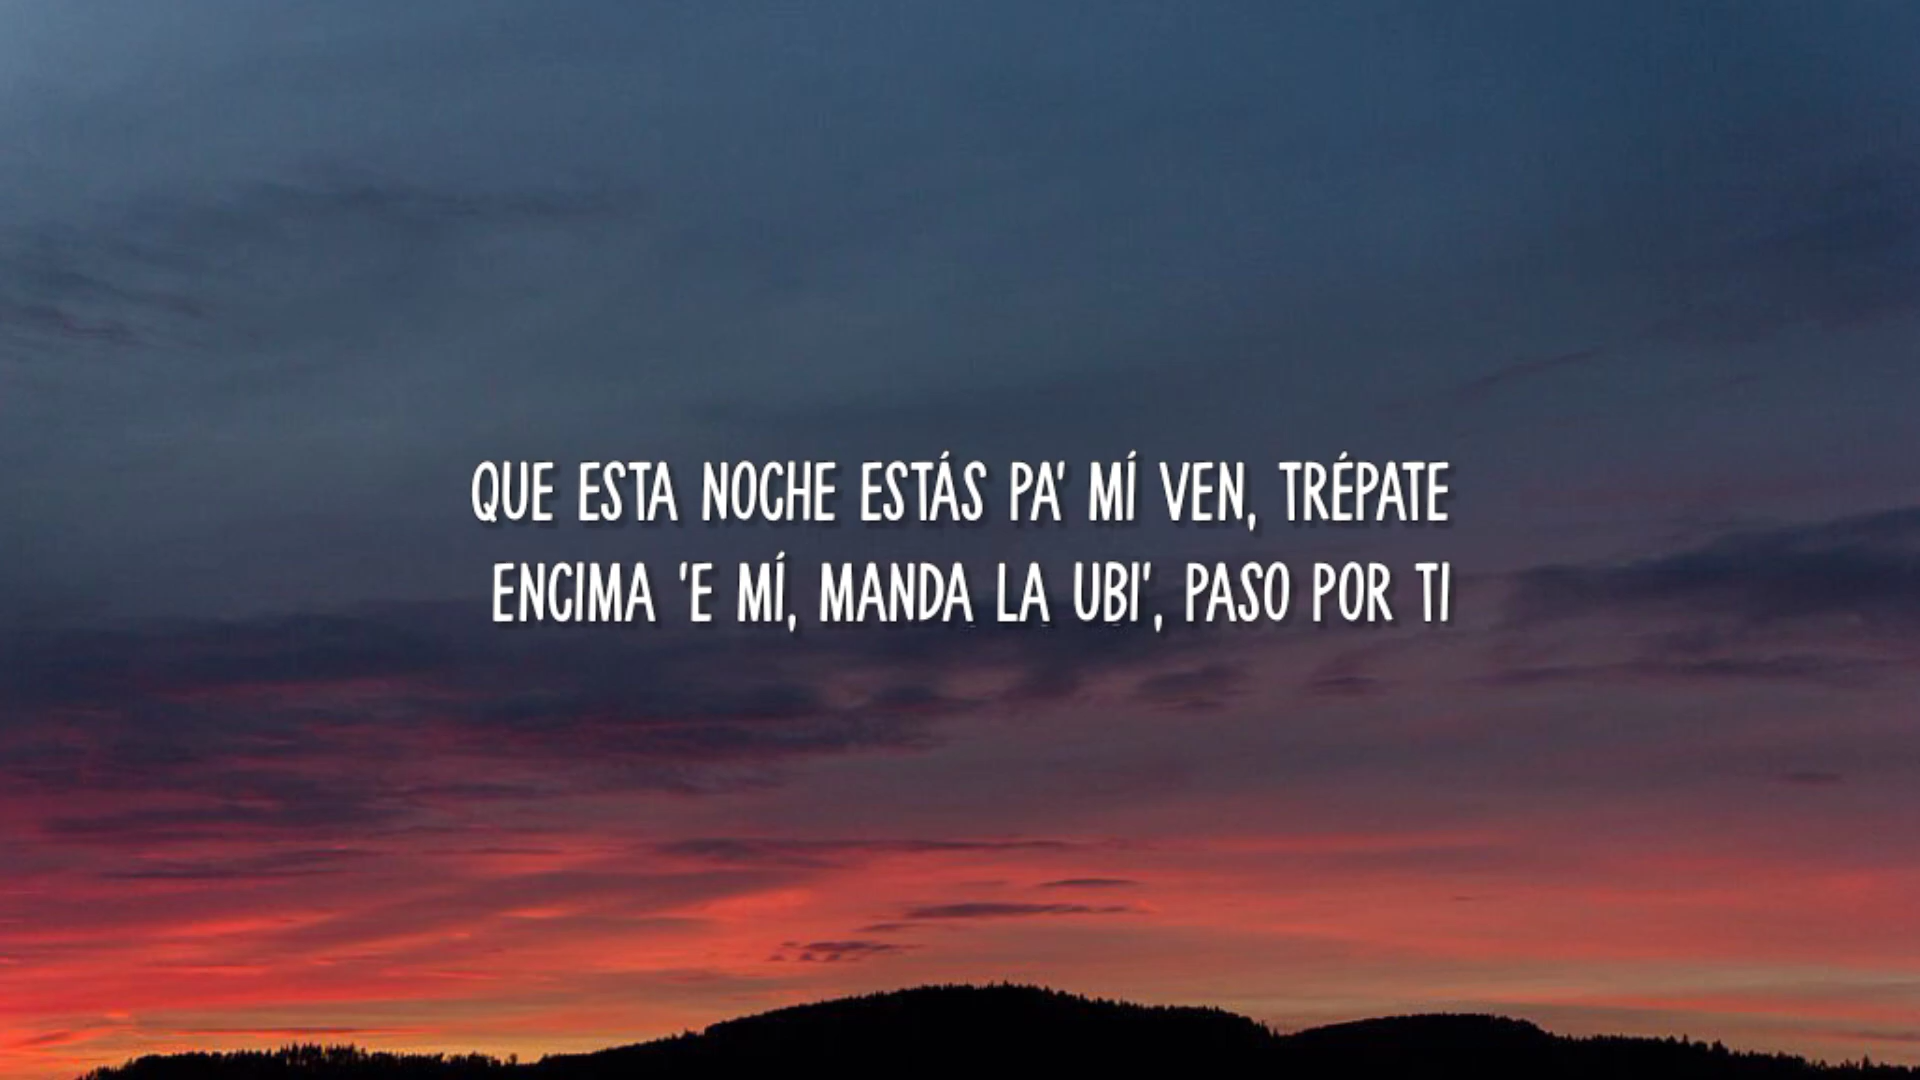 QUE ESTA NOCHE ESTÁS PA' MÍ VEN, TRÉPATE
ENCIMA 'E MÍ, MANDA LA UBI', PASO POR TI